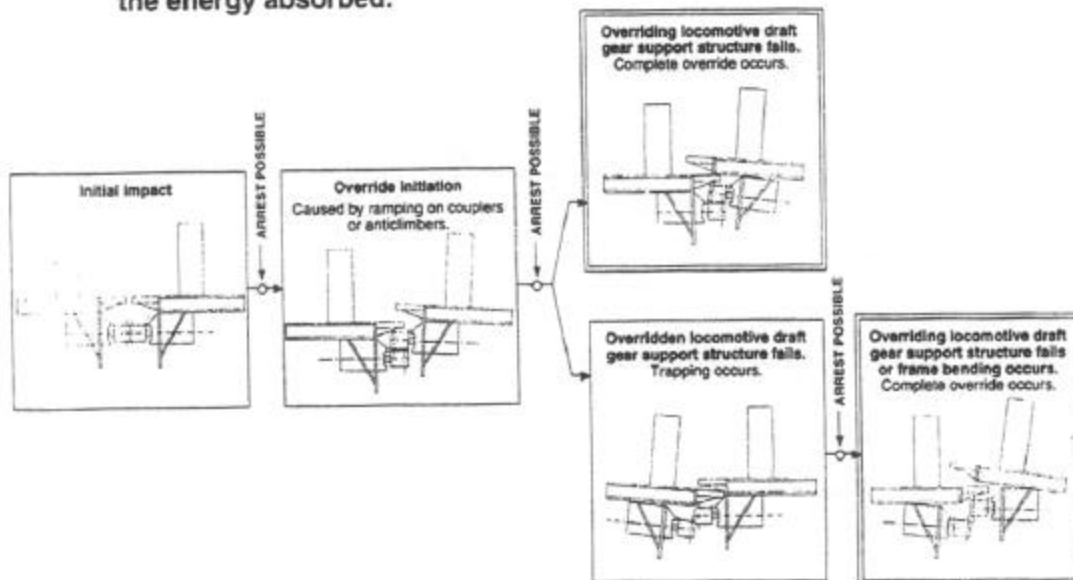 the energy absorbed.
Initial impact
ARREST POSSIBLE
Override initiation
Caused by ramping on couplers
or anticlimbers.
ARREST POSSIBLE
Overriding locomotive draft
gear support structure fails.
Complete override occurs.
Overridden locomotive draft
gear support structure fails.
Trapping occurs.
ARREST POSSIBLE
Overriding locomotive draft
gear support structure fails
or frame bending occurs.
Complete override occurs.